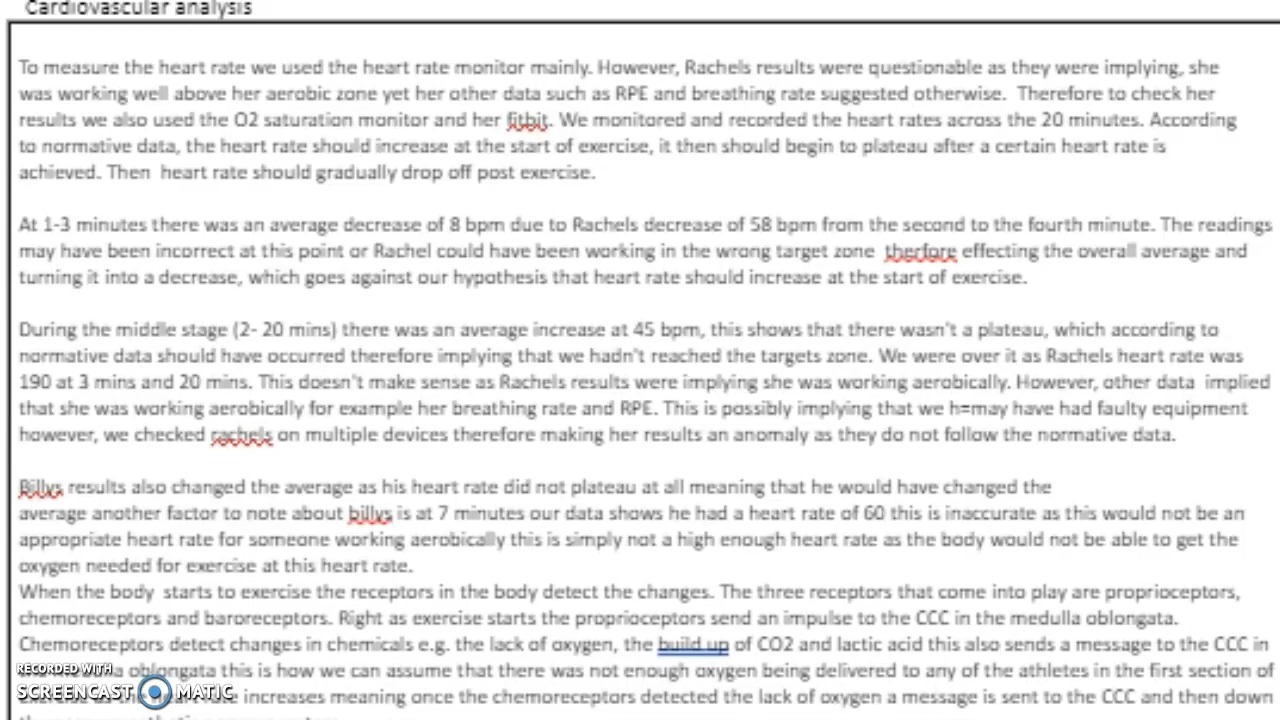 Cardiovascular analysis
To measure the heart rate we used the heart rate monitor mainly. However, Rachels results were questionable as they were implying, she
was working well above her aerobic zone yet her other data such as RPE and breathing rate suggested otherwise. Therefore to check her
results we also used the O2 saturation monitor and her fitbit. We monitored and recorded the heart rates across the 20 minutes. According
to normative data, the heart rate should increase at the start of exercise, it then should begin to plateau after a certain heart rate is
achieved. Then heart rate should gradually drop off post exercise.
At 1-3 minutes there was an average decrease of 8 bpm due to Rachels decrease of 58 bpm from the second to the fourth minute. The readings
may have been incorrect at this point or Rachel could have been working in the wrong target zone therfore effecting the overall average and
turning it into a decrease, which goes against our hypothesis that heart rate should increase at the start of exercise.
During the middle stage (2- 20 mins) there was an average increase at 45 bpm, this shows that there wasn't a plateau, which according to
normative data should have occurred therefore implying that we hadn't reached the targets zone. We were over it as Rachels heart rate was
190 at 3 mins and 20 mins. This doesn't make sense as Rachels results were implying she was working aerobically. However, other data implied
that she was working aerobically for example her breathing rate and RPE. This is possibly implying that we h=may have had faulty equipment
however, we checked rachels on multiple devices therefore making her results an anomaly as they do not follow the normative data.
Billys results also changed the average as his heart rate did not plateau at all meaning that he would have changed the
average another factor to note about billys is at 7 minutes our data shows he had a heart rate of 60 this is inaccurate as this would not be an
appropriate heart rate for someone working aerobically this is simply not a high enough heart rate as the body would not be able to get the
oxygen needed for exercise at this heart rate.
When the body starts to exercise the receptors in the body detect the changes. The three receptors that come into play are proprioceptors,
chemoreceptors and baroreceptors. Right as exercise starts the proprioceptors send an impulse to the CCC in the medulla oblongata.
Chemoreceptors detect changes in chemicals e.g. the lack of oxygen, the build up of CO2 and lactic acid this also sends a message to the CCC in
oblongata this is how we can assume that there was not enough oxygen being delivered to any of the athletes in the first section of
increases meaning once the chemoreceptors detected the lack of oxygen a message is sent to the CCC and then down
RECORDED WITH
SCREENCAST MATIC